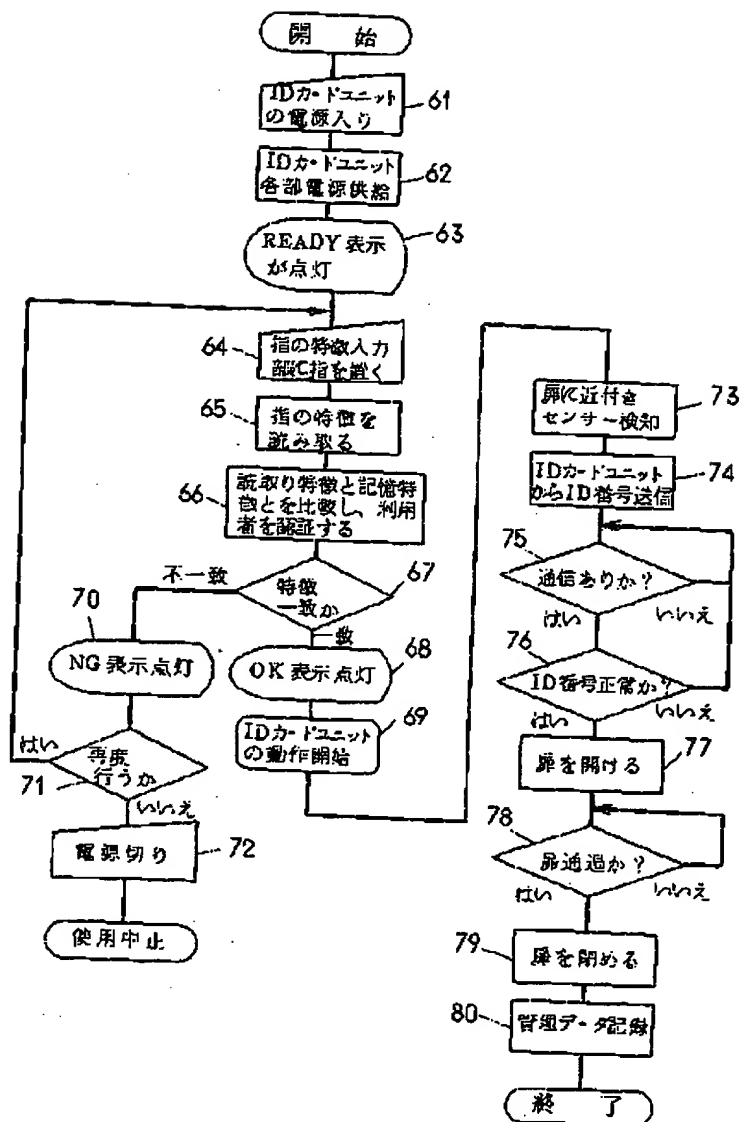 開始
IDカードユニット
の電源入り
61
IDカードユニット
各部電源供給
62
READY表示
が点灯
63
64
指の特徴入力
部に指を置く
65
指の特徴を
読み取る
66
読取り特徴と記憶特
徴とを比較し、利用
者を認証する
不一致
特徴
一致か
67
一致
70
NG表示点灯
OK表示点灯
68
はい
再度
行うか
71
いいえ
IDカードユニット
の動作開始
69
電源切り
72
使用中止
扉に近付き
センサー検知
73
IDカードユニット
からID番号送信
74
75
通信ありか?
はい
いいえ
76
ID番号正常か?
はい
いいえ
扉を開ける
77
78
扉通過か?
はい
いいえ
79
扉を閉める
80
管理データ記録
終了